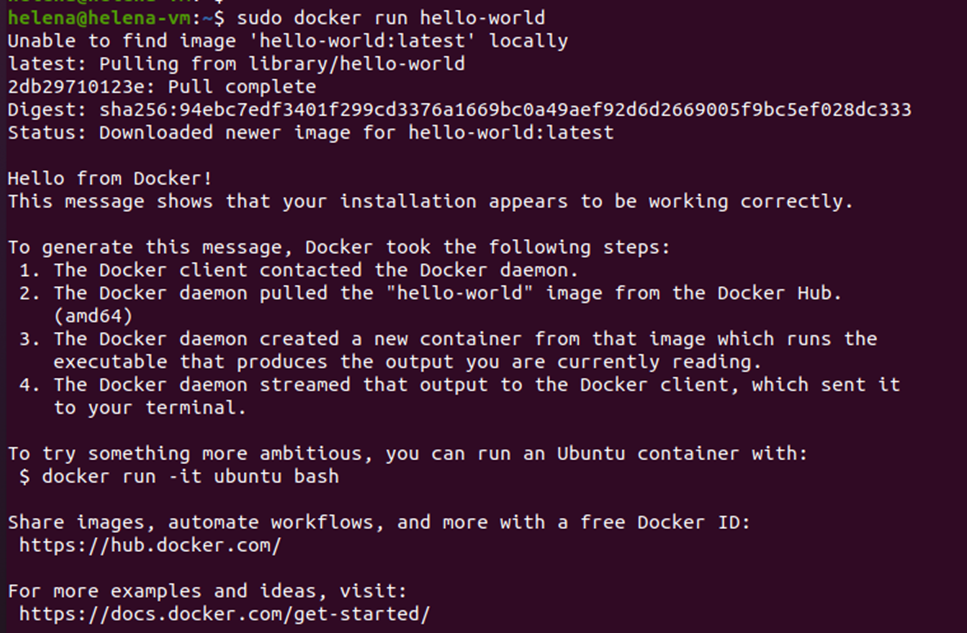 helena@helena-vm:~$ sudo docker run hello-world
Unable to find image 'hello-world:latest' locally
latest: Pulling from library/hello-world
2db29710123e: Pull complete
Digest: sha256:94ebc7edf3401f299cd3376a1669bc0a49aef92d6d2669005f9bc5ef028dc333
Status: Downloaded newer image for hello-world:latest

Hello from Docker!
This message shows that your installation appears to be working correctly.

To generate this message, Docker took the following steps:
 1. The Docker client contacted the Docker daemon.
 2. The Docker daemon pulled the "hello-world" image from the Docker Hub.
    (amd64)
 3. The Docker daemon created a new container from that image which runs the
    executable that produces the output you are currently reading.
 4. The Docker daemon streamed that output to the Docker client, which sent it
    to your terminal.

To try something more ambitious, you can run an Ubuntu container with:
 $ docker run -it ubuntu bash

Share images, automate workflows, and more with a free Docker ID:
 https://hub.docker.com/

For more examples and ideas, visit:
 https://docs.docker.com/get-started/